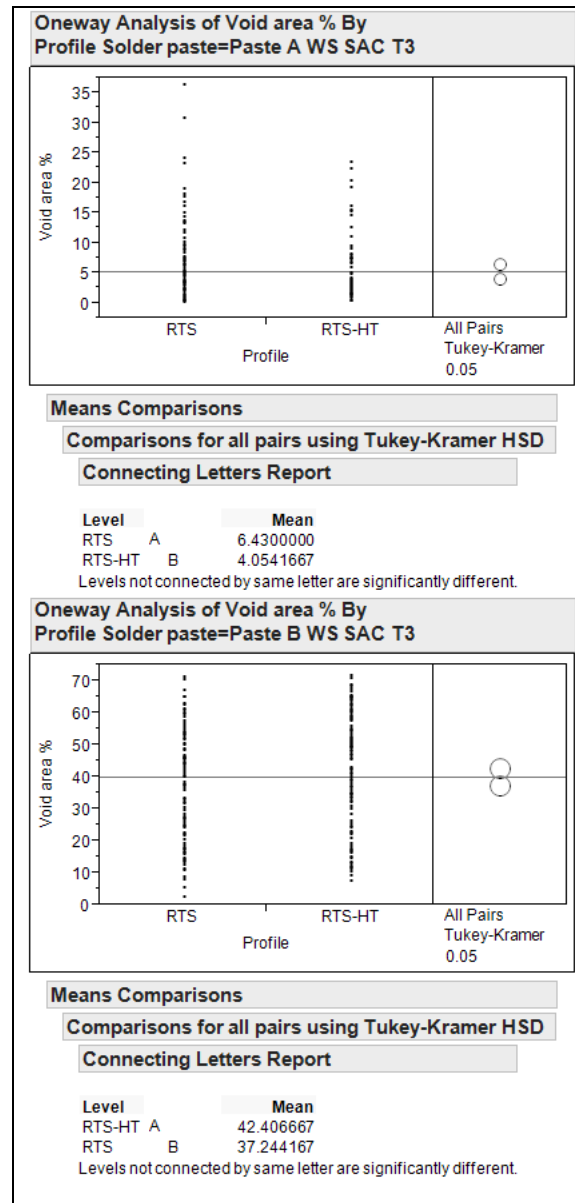 Oneway Analysis of Void area % By
Profile Solder paste=Paste A WS SAC T3
35
30
25
20
15
10
5
0
Void area %
RTS
RTS-HT
Profile
All Pairs
Tukey-Kramer
0.05
Means Comparisons
Comparisons for all pairs using Tukey-Kramer HSD
Connecting Letters Report
Level Mean
RTS A 6.4300000
RTS-HT B 4.0541667
Levels not connected by same letter are significantly different.
Oneway Analysis of Void area % By
Profile Solder paste=Paste B WS SAC T3
70
60
50
40
30
20
10
0
Void area %
RTS
RTS-HT
Profile
All Pairs
Tukey-Kramer
0.05
Means Comparisons
Comparisons for all pairs using Tukey-Kramer HSD
Connecting Letters Report
Level Mean
RTS-HT A 42.406667
RTS B 37.244167
Levels not connected by same letter are significantly different.